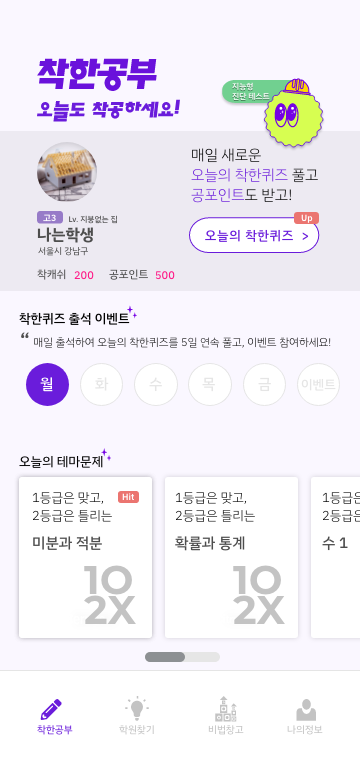 착한공부
오늘도 착공하세요!
지능형
진단 테스트
매일 새로운
오늘의 착한퀴즈 풀고
공포인트도 받고!
Up
오늘의 착한퀴즈 >
고3 Lv. 지붕없는 집
나는학생
서울시 강남구
착캐쉬 200 공포인트 500
착한퀴즈 출석 이벤트
“ 매일 출석하여 오늘의 착한퀴즈를 5일 연속 풀고, 이벤트 참여하세요!
월 화 수 목 금 이벤트
오늘의 테마문제
1등급은 맞고,
2등급은 틀리는
Hit
미분과 적분
1O
2X
1등급은 맞고,
2등급은 틀리는
확률과 통계
1O
2X
1등급은
2등급은
수 1
착한공부 학원찾기 비법창고 나의정보